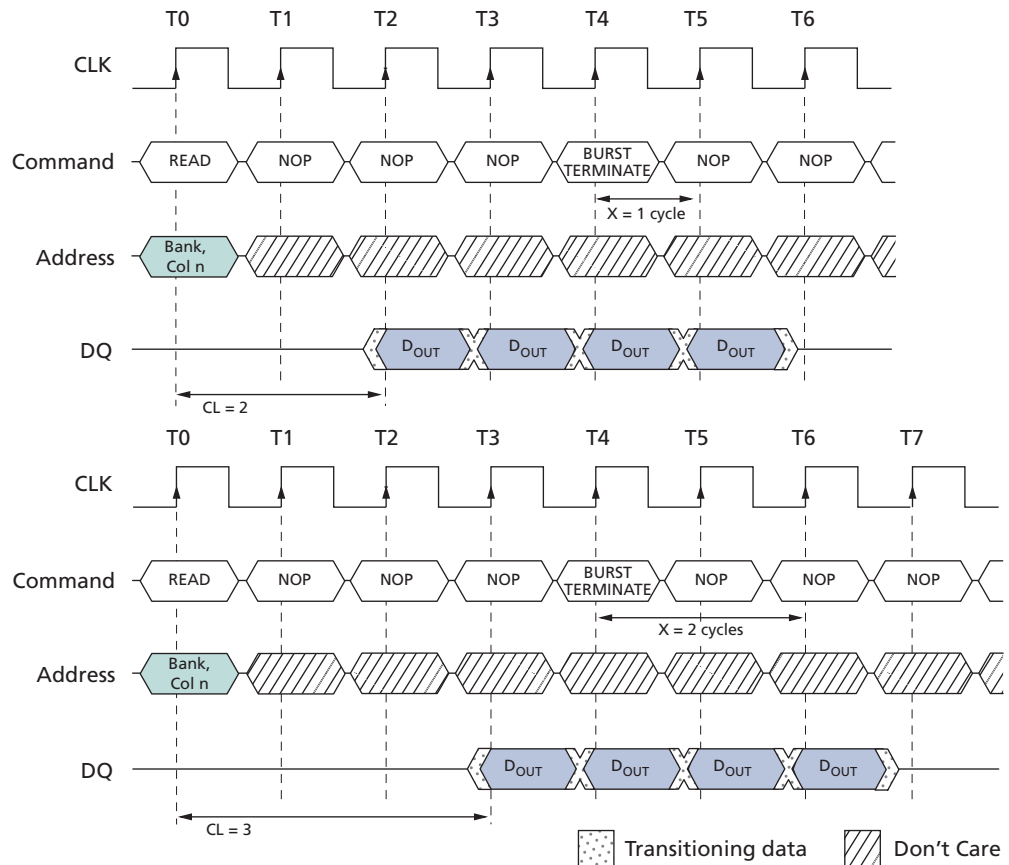 T0 T1 T2 T3 T4 T5 T6
CLK
Command READ NOP NOP NOP BURST TERMINATE NOP NOP
X = 1 cycle
Address Bank, Col n
DQ DOUT DOUT DOUT DOUT
CL = 2
T0 T1 T2 T3 T4 T5 T6 T7
CLK
Command READ NOP NOP NOP BURST TERMINATE NOP NOP NOP
X = 2 cycles
Address Bank, Col n
DQ DOUT DOUT DOUT DOUT
CL = 3
Transitioning data Don't Care